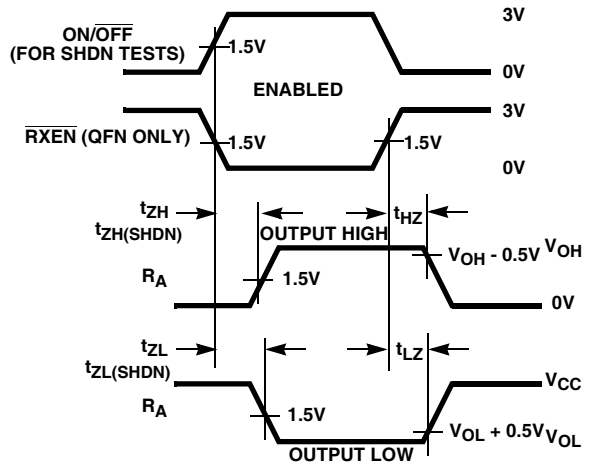 ON/OFF
(FOR SHDN TESTS)
3V
1.5V
0V
ENABLED
3V
RXEN (QFN ONLY)
1.5V
1.5V
0V
tZH
tZH(SHDN)
tHZ
OUTPUT HIGH
VOH - 0.5V
VOH
RA
1.5V
0V
tZL
tZL(SHDN)
tLZ
VCC
RA
1.5V
VOL + 0.5V
VOL
OUTPUT LOW